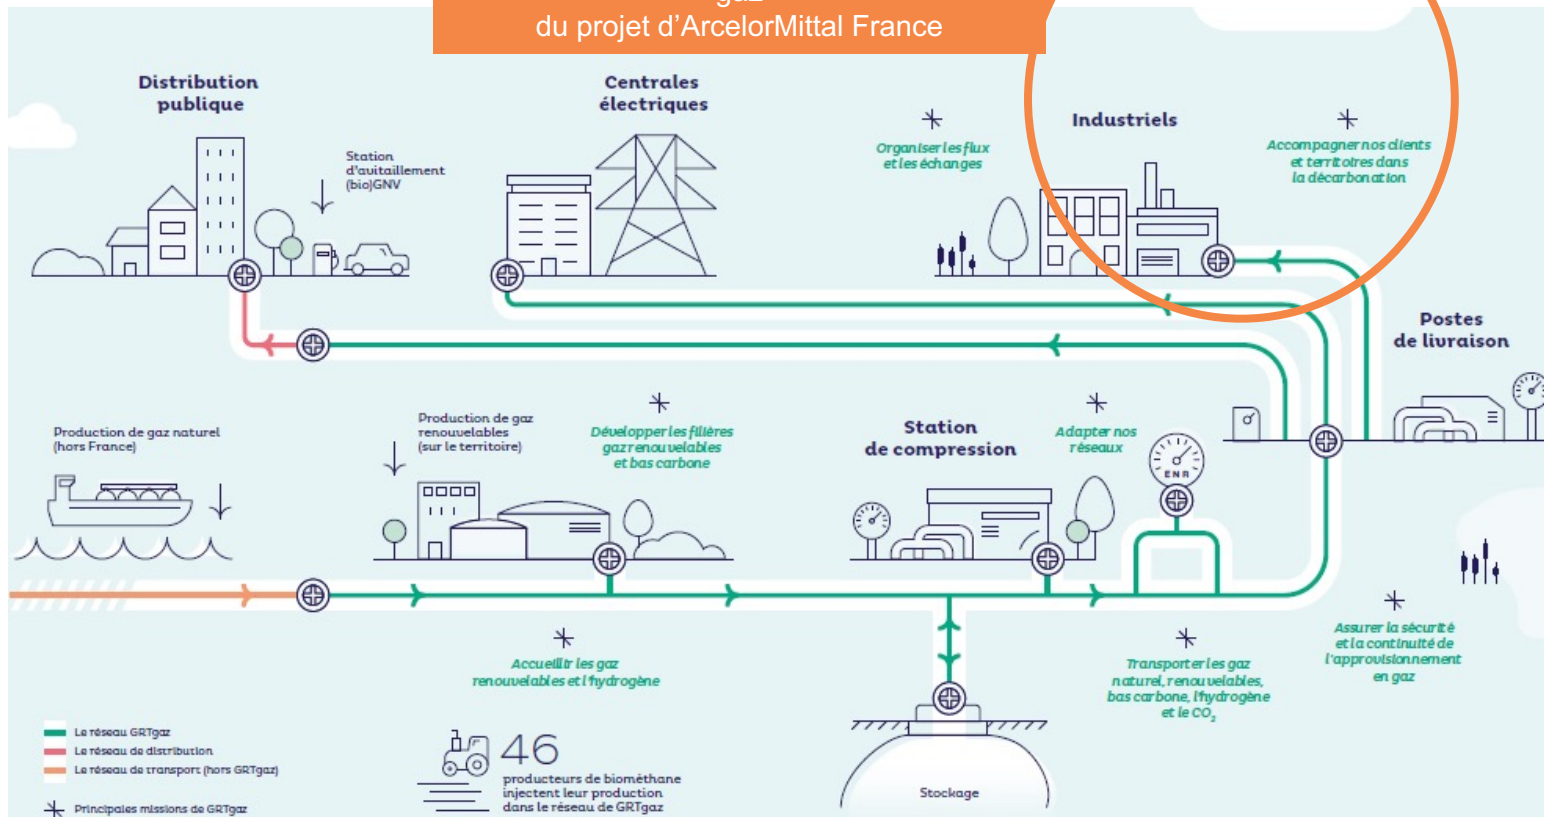 gaz
du projet d’ArcelorMittal France
Distribution
publique
Station
d'avitaillement
(bio)GNV
Centrales
électriques
Organiser les flux
et les échanges
Industriels
Accompagner nos clients
et territoires dans
la décarbonation
Postes
de livraison
Production de gaz naturel
(hors France)
Production de gaz
renouvelables
(sur le territoire)
Développer les filières
gaz renouvelables
et bas carbone
Station
de compression
Adapter nos
réseaux
ENR
Accueillir les gaz
renouvelables et l'hydrogène
Transporter les gaz
naturel, renouvelables,
bas carbone, l'hydrogène
et le CO₂
Assurer la sécurité
et la continuité de
l'approvisionnement
en gaz
Le réseau GRTgaz
Le réseau de distribution
Le réseau de transport (hors GRTgaz)
Principales missions de GRTgaz
46
producteurs de biométhane
injectent leur production
dans le réseau de GRTgaz
Stockage